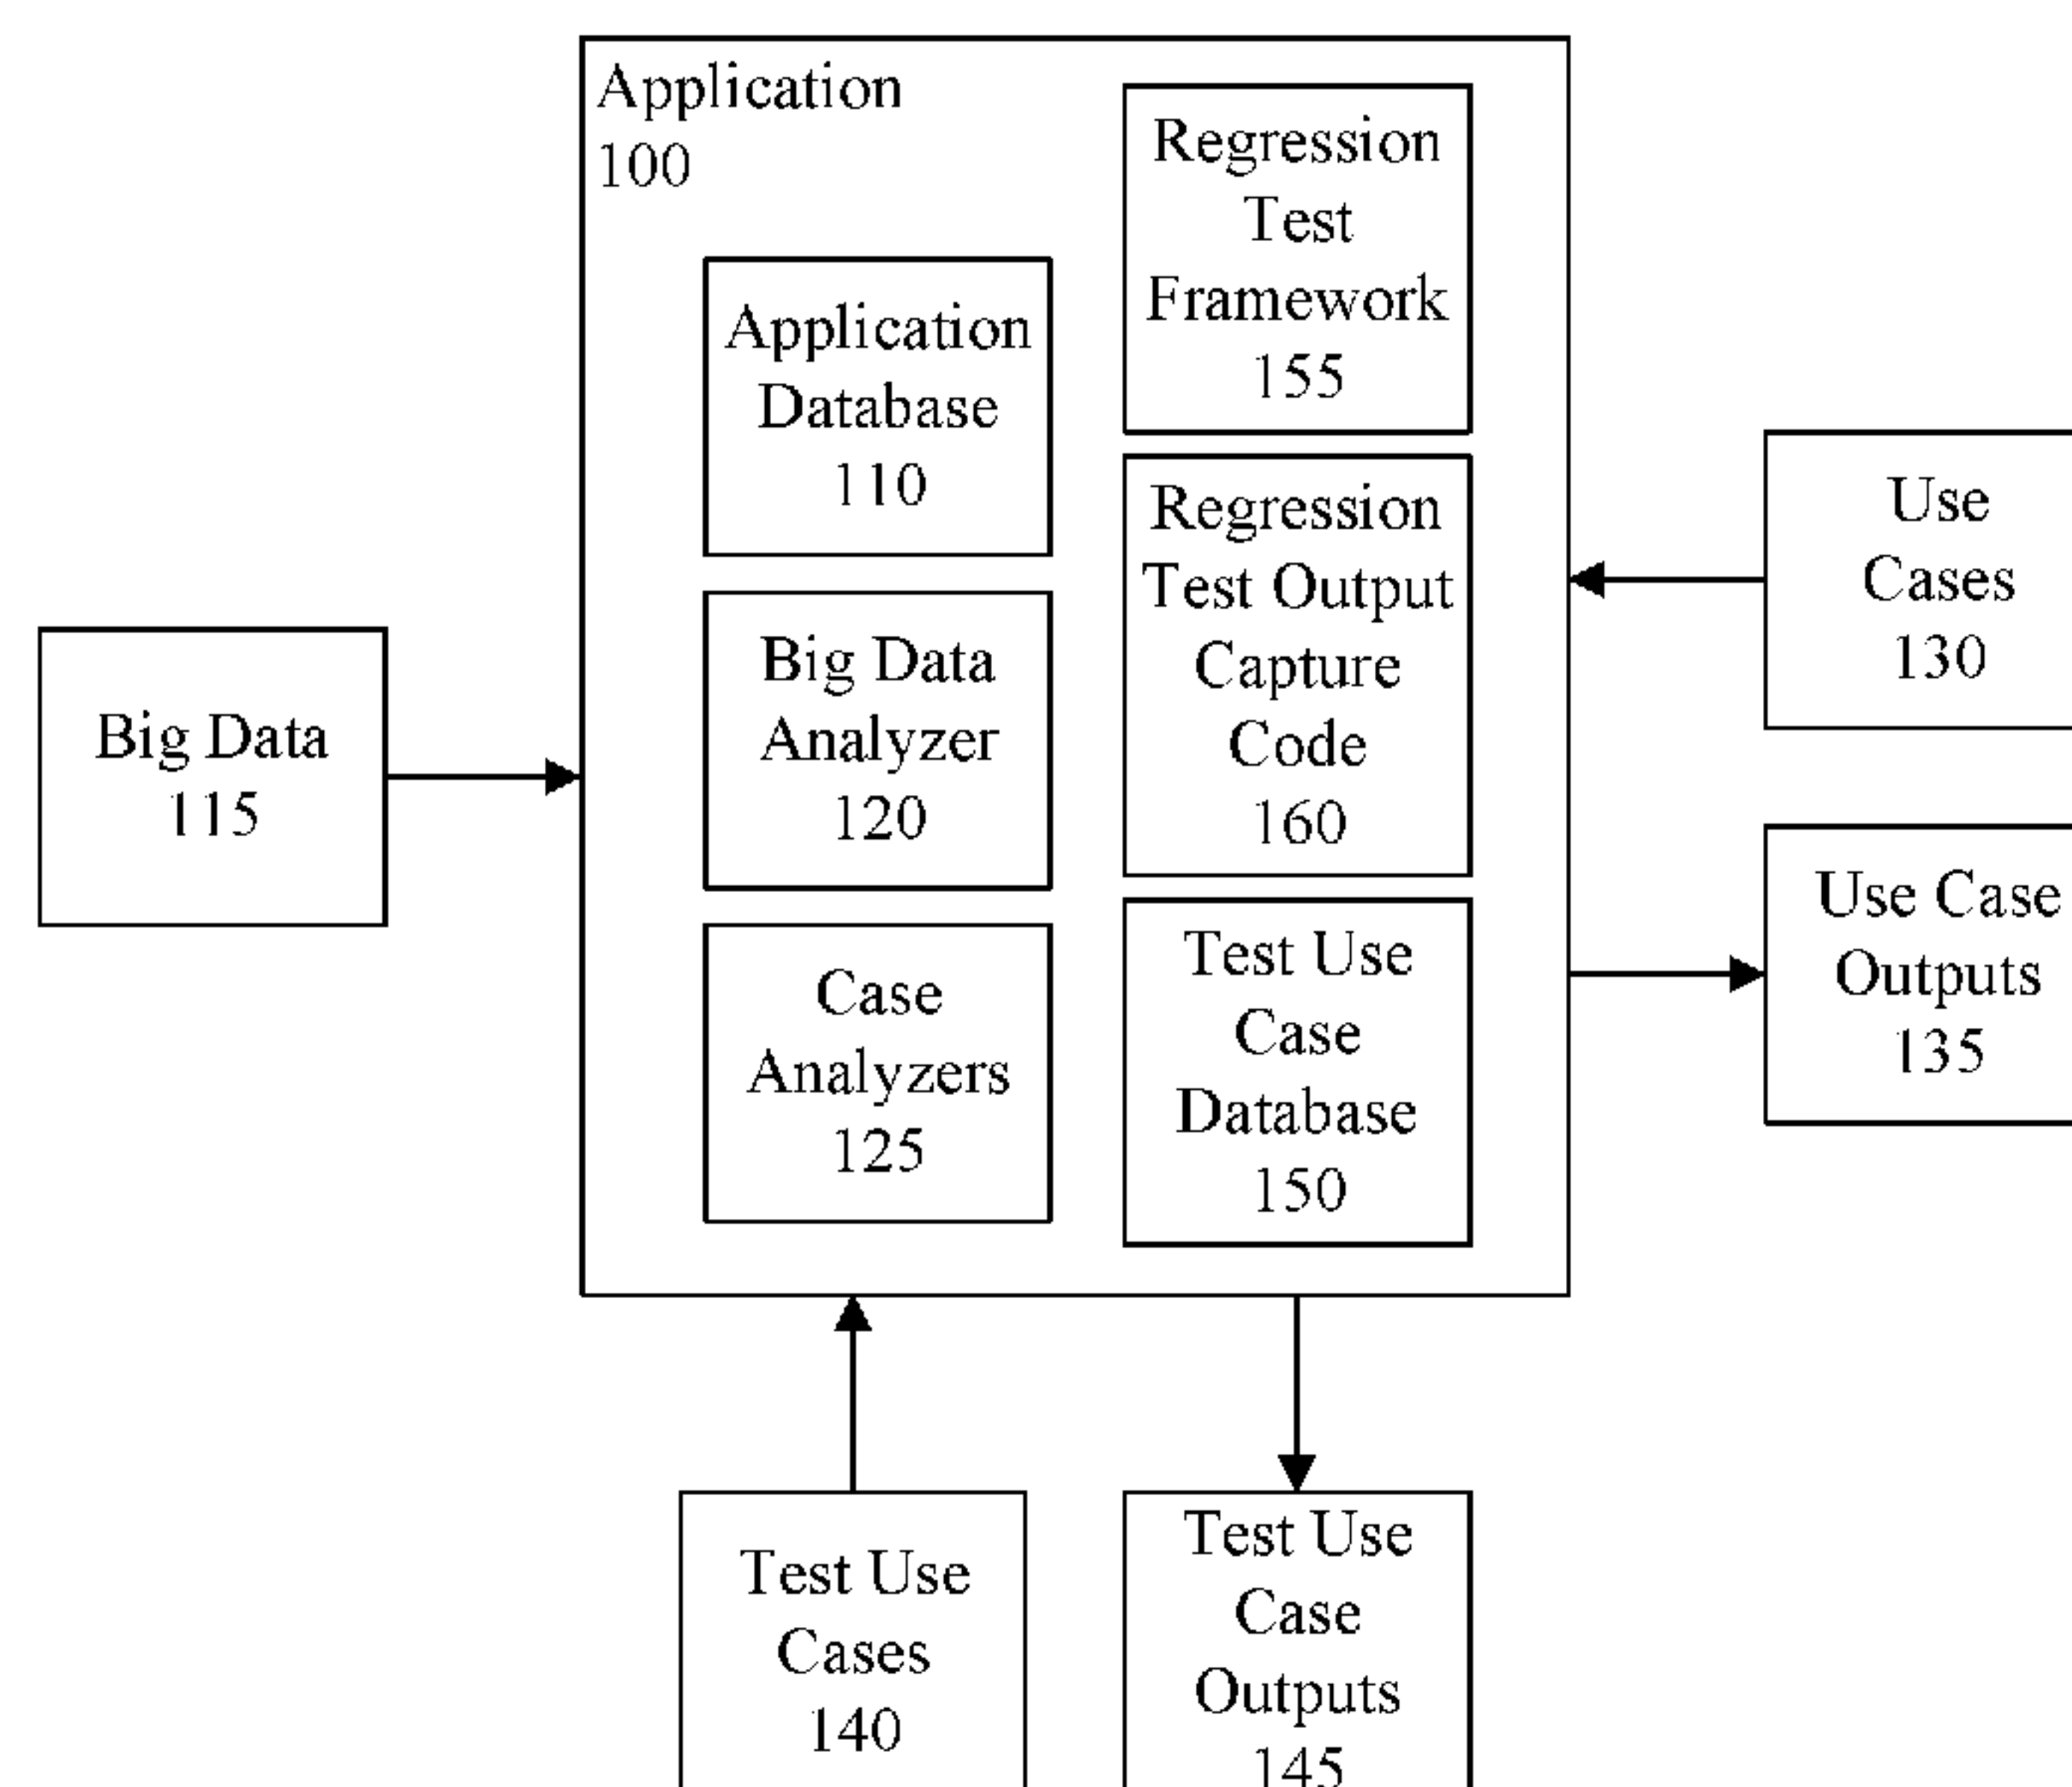 Application
100
Regression
Test
Framework
155
Application
Database
110
Regression
Test Output
Capture
Code
160
Use
Cases
130
Big Data
Analyzer
120
Big Data
115
Use Case
Outputs
135
Case
Analyzers
125
Test Use
Case
Database
150
Test Use
Cases
140
Test Use
Case
Outputs
145